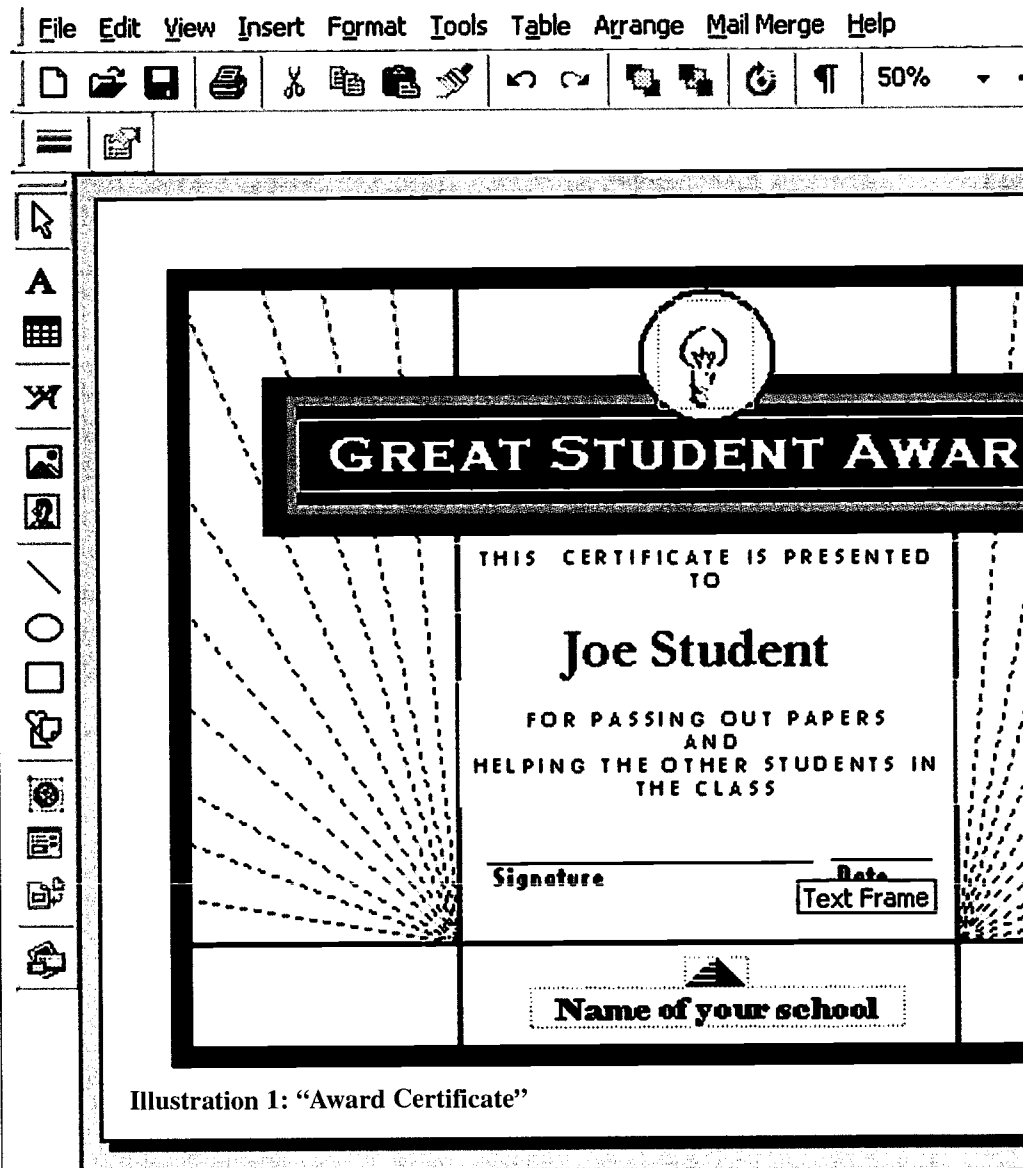 File Edit View Insert Format Tools Table Arrange Mail Merge Help
50%
A
GREAT STUDENT AWAR
THIS CERTIFICATE IS PRESENTED
TO
Joe Student
FOR PASSING OUT PAPERS
AND
HELPING THE OTHER STUDENTS IN
THE CLASS
Signature Date
Text Frame
Name of your school
Illustration 1: “Award Certificate”